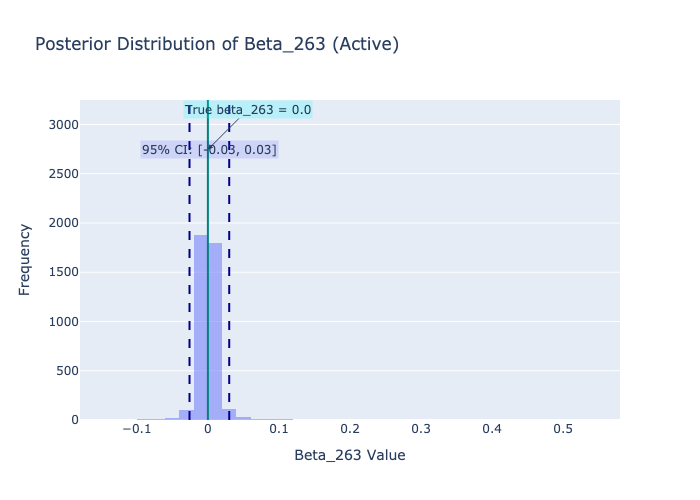 Posterior Distribution of Beta_263 (Active)
True beta_263 = 0.0
95% CI: [-0.03, 0.03]
3000
2500
2000
1500
1000
500
0
Frequency
−0.1
0
0.1
0.2
0.3
0.4
0.5
Beta_263 Value